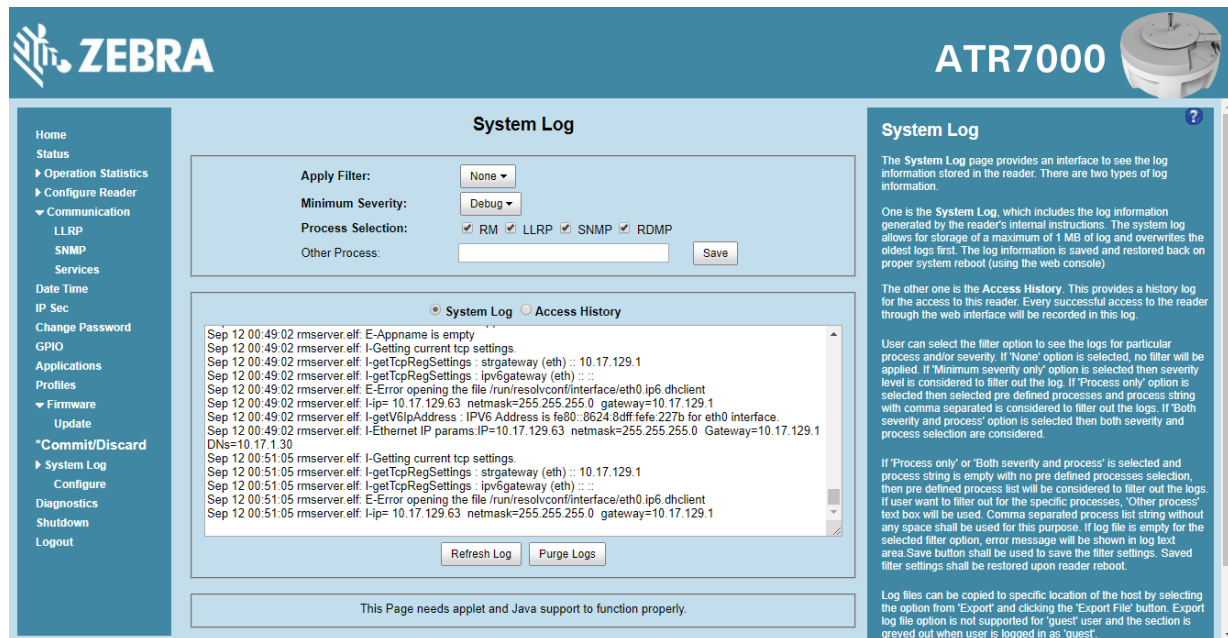 ZEBRA
ATR7000
Home
Status
Operation Statistics
Configure Reader
Communication
LLRP
SNMP
Services
Date Time
IP Sec
Change Password
GPIO
Applications
Profiles
Firmware
Update
*Commit/Discard
System Log
Configure
Diagnostics
Shutdown
Logout
System Log
Apply Filter: None
Minimum Severity: Debug
Process Selection: RM LLRP SNMP RDMP
Other Process: Save
System Log Access History
Sep 12 00:49:02 rmserver.elf: E-Appname is empty
Sep 12 00:49:02 rmserver.elf: I-Getting current tcp settings.
Sep 12 00:49:02 rmserver.elf: I-getTcpRegSettings : strgateway (eth) :: 10.17.129.1
Sep 12 00:49:02 rmserver.elf: I-getTcpRegSettings : ipv6gateway (eth) :: ::
Sep 12 00:49:02 rmserver.elf: E-Error opening the file /run/resolvconf/interface/eth0.ip6.dhclient
Sep 12 00:49:02 rmserver.elf: I-ip= 10.17.129.63 netmask=255.255.255.0 gateway=10.17.129.1
Sep 12 00:49:02 rmserver.elf: I-getV6IpAddress : IPV6 Address is fe80::8624:8dff:fefe:227b for eth0 interface.
Sep 12 00:49:02 rmserver.elf: I-Ethernet IP params:IP=10.17.129.63 netmask=255.255.255.0 Gateway=10.17.129.1
DNs=10.17.1.30
Sep 12 00:51:05 rmserver.elf: I-Getting current tcp settings.
Sep 12 00:51:05 rmserver.elf: I-getTcpRegSettings : strgateway (eth) :: 10.17.129.1
Sep 12 00:51:05 rmserver.elf: I-getTcpRegSettings : ipv6gateway (eth) :: ::
Sep 12 00:51:05 rmserver.elf: E-Error opening the file /run/resolvconf/interface/eth0.ip6.dhclient
Sep 12 00:51:05 rmserver.elf: I-ip= 10.17.129.63 netmask=255.255.255.0 gateway=10.17.129.1
Refresh Log Purge Logs
This Page needs applet and Java support to function properly.
?
System Log
The System Log page provides an interface to see the log
information stored in the reader. There are two types of log
information.
One is the System Log, which includes the log information
generated by the reader's internal instructions. The system log
allows for storage of a maximum of 1 MB of log and overwrites the
oldest logs first. The log information is saved and restored back on
proper system reboot (using the web console)
The other one is the Access History. This provides a history log
for the access to this reader. Every successful access to the reader
through the web interface will be recorded in this log.
User can select the filter option to see the logs for particular
process and/or severity. If 'None' option is selected, no filter will be
applied. If 'Minimum severity only' option is selected then severity
level is considered to filter out the log. If 'Process only' option is
selected then selected pre defined processes and process string
with comma separated is considered to filter out the logs. If 'Both
severity and process' option is selected then both severity and
process selection are considered.
If 'Process only' or 'Both severity and process' is selected and
process string is empty with no pre defined processes selection,
then pre defined process list will be considered to filter out the logs.
If user want to filter out for the specific processes, 'Other process'
text box will be used. Comma separated process list string without
any space shall be used for this purpose. If log file is empty for the
selected filter option, error message will be shown in log text
area.Save button shall be used to save the filter settings. Saved
filter settings shall be restored upon reader reboot.
Log files can be copied to specific location of the host by selecting
the option from 'Export' and clicking the 'Export File' button. Export
log file option is not supported for 'guest' user and the section is
greyed out when user is logged in as 'guest'.